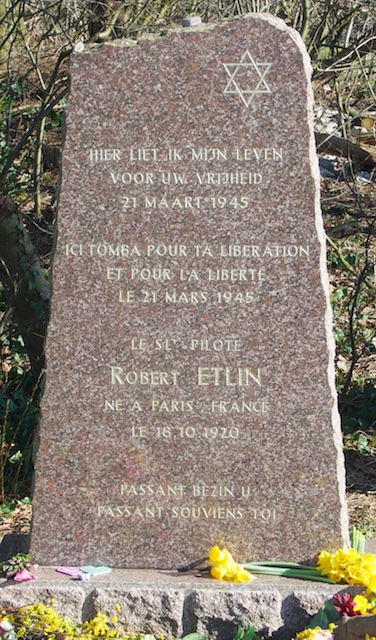 HIER LIET IK MIJN LEVEN
VOOR UW VRIJHEID
21 MAART 1945
ICI TOMBA POUR TA LIBERATION
ET POUR LA LIBERTE
LE 21 MARS 1945
LE SLT PILOTE
ROBERT ETLIN
NE A PARIS FRANCE
LE 18.10.1920
PASSANT BEZIN U
PASSANT SOUVIENS TOI